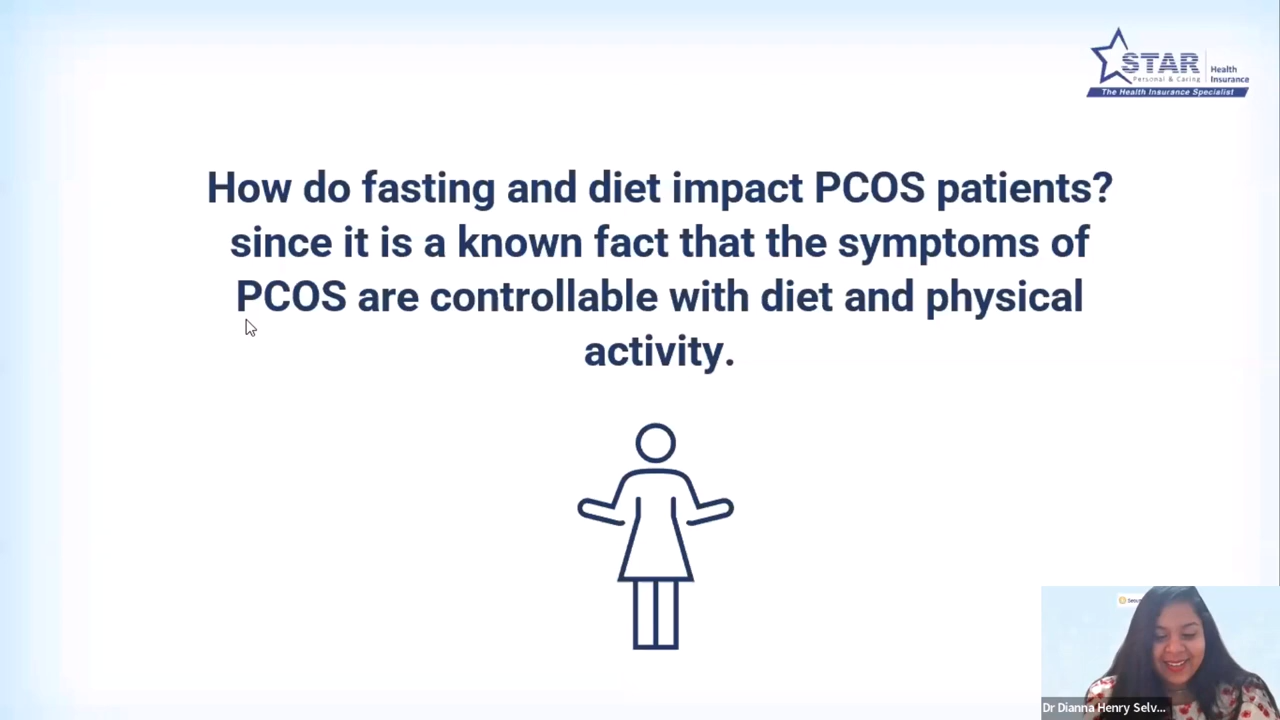 STAR
Health
Insurance
Personal & Caring
The Health Insurance Specialist
How do fasting and diet impact PCOS patients?
since it is a known fact that the symptoms of
PCOS are controllable with diet and physical
activity.
Dr Dianna Henry Selv...